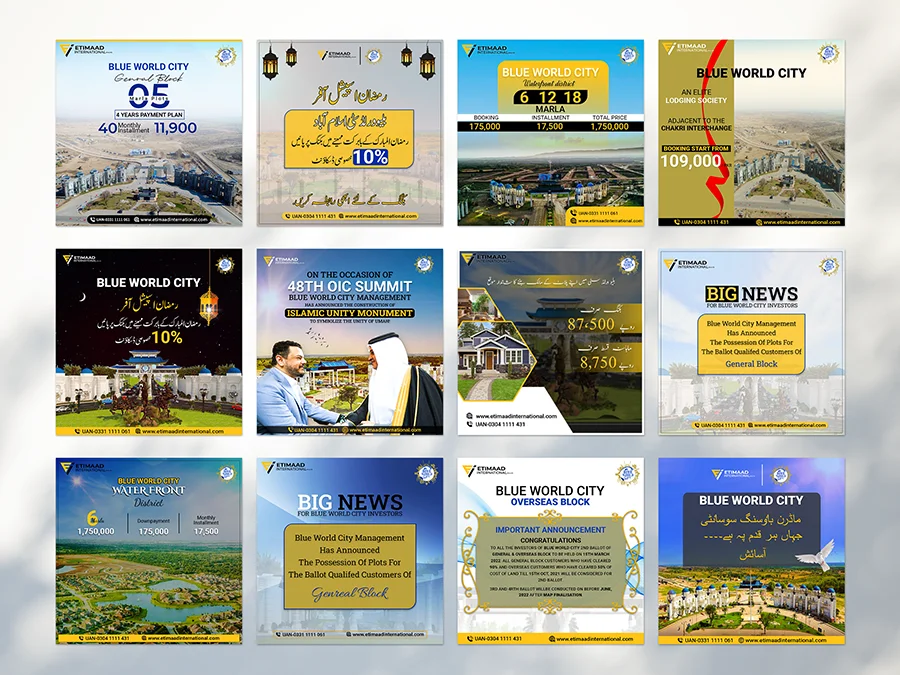 ETIMAAD
INTERNATIONAL
BLUE WORLD CITY
General Block
05
Marla Plots
4 YEARS PAYMENT PLAN
40 Monthly Installment 11,900
UAN-0331 1111 061 www.etimaadinternational.com
ETIMAAD
INTERNATIONAL
رمضان اسپیشل آفر
بلیو ورلڈ سٹی اسلام آباد
رمضان المبارک کے بابرکت مہینے میں بکنگ پر پائیں
10% خصوصی ڈسکاؤنٹ
بکنگ کے لئے ابھی رابطہ کریں
UAN-0304 1111 431 www.etimaadinternational.com
ETIMAAD
INTERNATIONAL
BLUE WORLD CITY
Waterfront district
6 12 18
MARLA
BOOKING INSTALLMENT TOTAL PRICE
175,000 17,500 1,750,000
UAN-0331 1111 061
www.etimaadinternational.com
ETIMAAD
INTERNATIONAL
BLUE WORLD CITY
AN ELITE
LODGING SOCIETY
ADJACENT TO THE
CHAKRI INTERCHANGE
BOOKING START FROM
109,000
UAN-0304 1111 431 www.etimaadinternational.com
ETIMAAD
INTERNATIONAL
BLUE WORLD CITY
رمضان اسپیشل آفر
رمضان المبارک کے بابرکت مہینے میں بکنگ پر پائیں
10% خصوصی ڈسکاؤنٹ
UAN-0331 1111 061 www.etimaadinternational.com
ETIMAAD
INTERNATIONAL
ON THE OCCASION OF
48TH OIC SUMMIT
BLUE WORLD CITY MANAGEMENT
HAS ANNOUNCED THE CONSTRUCTION OF
ISLAMIC UNITY MONUMENT
TO SYMBOLIZE THE UNITY OF UMAH
UAN-0304 1111 431 www.etimaadinternational.com
ETIMAAD
INTERNATIONAL
87,500 روپے
8,750 روپے
www.etimaadinternational.com
UAN-0304 1111 431
ETIMAAD
INTERNATIONAL
BIG NEWS
FOR BLUE WORLD CITY INVESTORS
Blue World City Management
Has Announced
The Possession Of Plots For
The Ballot Qualifed Customers Of
General Block
UAN-0304 1111 431 www.etimaadinternational.com
ETIMAAD
INTERNATIONAL
BLUE WORLD CITY
WATER FRONT
District
6 Marla Downpayment Monthly Installment
1,750,000 175,000 17,500
UAN-0304 1111 431 www.etimaadinternational.com
ETIMAAD
INTERNATIONAL
BIG NEWS
FOR BLUE WORLD CITY INVESTORS
Blue World City Management
Has Announced
The Possession Of Plots For
The Ballot Qualifed Customers Of
Genreal Block
UAN-0331 1111 061 www.etimaadinternational.com
ETIMAAD
INTERNATIONAL
BLUE WORLD CITY
OVERSEAS BLOCK
IMPORTANT ANNOUNCEMENT
CONGRATULATIONS
TO ALL THE INVESTORS OF BLUE WORLD CITY 2ND BALLOT OF
GENERAL & OVERSEAS BLOCK TO BE HELD ON 15TH MARCH
2022. ALL GENERAL BLOCK CUSTOMERS WHO HAVE CLEARED
50% AND OVERSEAS CUSTOMERS WHO HAVE CLEARED 50% OF
COST OF LAND TILL 15TH OCT, 2021 WILL BE CONSIDERED FOR
2ND BALLOT
3RD AND 4RTH BALLOT WILL BE CONDUCTED ON BEFORE JUNE,
2022 AFTER MAP FINALISATION.
UAN-0304 1111 431 www.etimaadinternational.com
ETIMAAD
INTERNATIONAL
BLUE WORLD CITY
ماڈرن ہاوسنگ سوسائٹی
جہاں ہر قدم پہ ہے----
آسائش
UAN-0331 1111 061 www.etimaadinternational.com